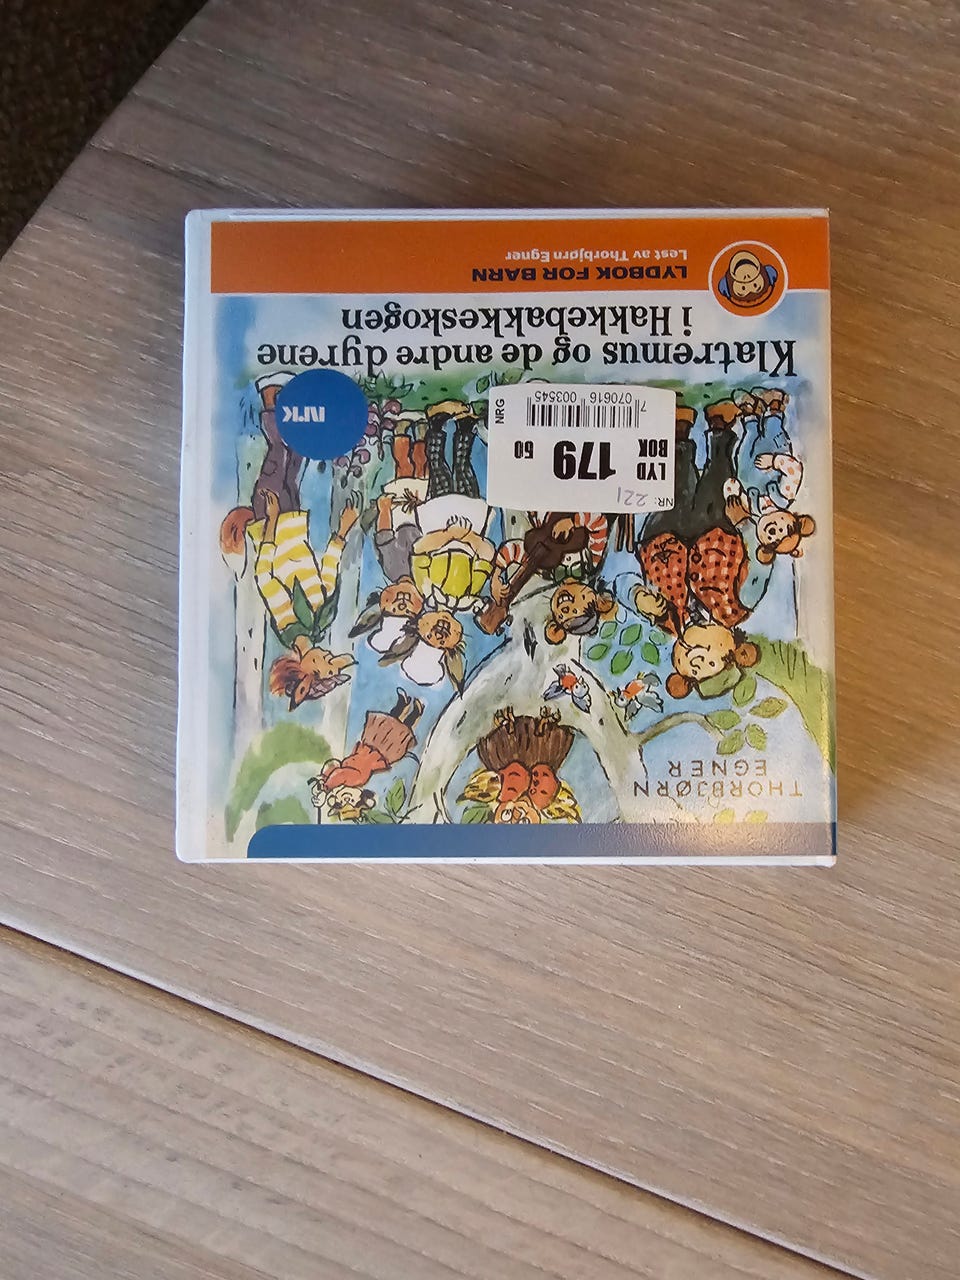 THORBJØRN
EGNER
NR: 221
LYD
BOK
179
50
7 070616 003545
NRG
NRK
Klatremus og de andre dyrene
i Hakkebakkeskogen
LYDBOK FOR BARN
Lest av Thorbjørn Egner